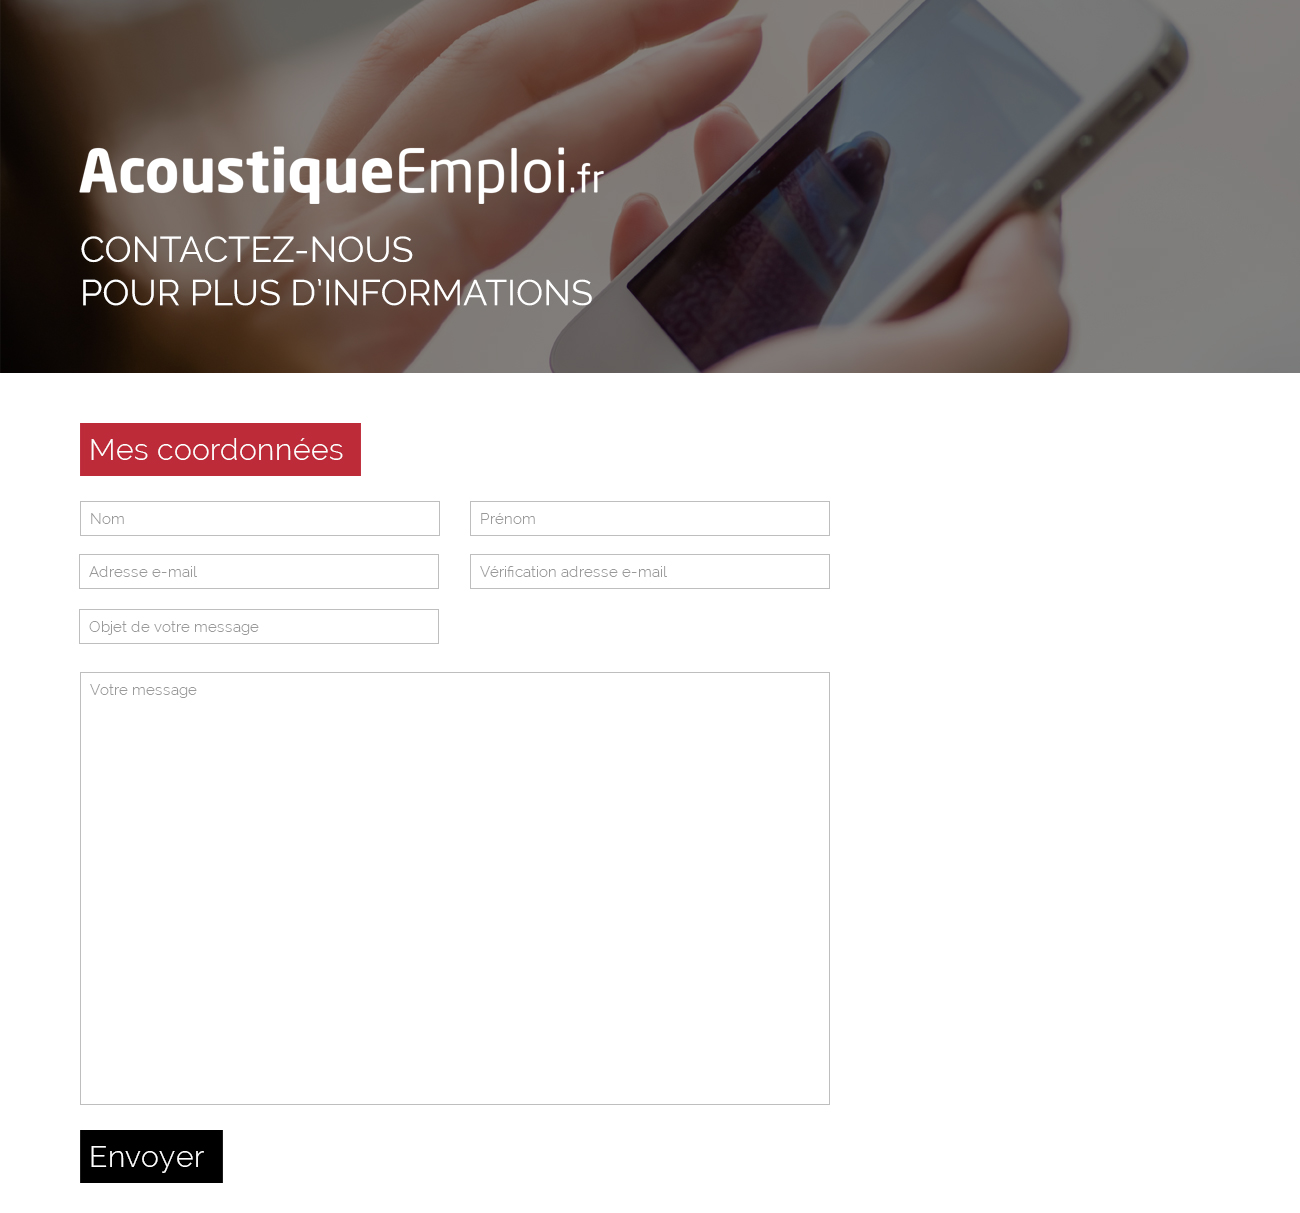 AcoustiqueEmploi.fr
CONTACTEZ-NOUS
POUR PLUS D’INFORMATIONS
Mes coordonnées
Nom
Prénom
Adresse e-mail
Vérification adresse e-mail
Objet de votre message
Votre message
Envoyer